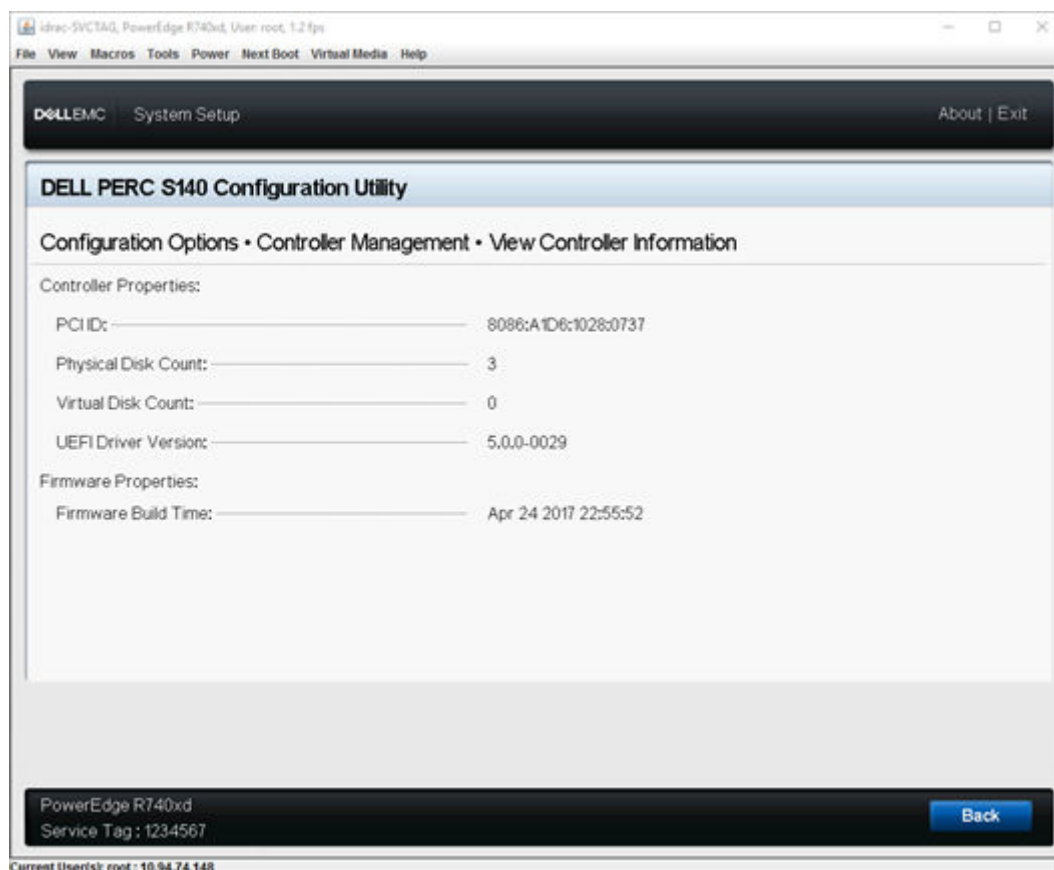 idrac-SVCTAG, PowerEdge R740xd, User: root, 1.2 fps
File View Macros Tools Power Next Boot Virtual Media Help
DELLEMC System Setup About | Exit
DELL PERC S140 Configuration Utility
Configuration Options • Controller Management • View Controller Information
Controller Properties:
PCI ID: 8086:A1D6:1028:0737
Physical Disk Count: 3
Virtual Disk Count: 0
UEFI Driver Version: 5.0.0-0029
Firmware Properties:
Firmware Build Time: Apr 24 2017 22:55:52
PowerEdge R740xd
Service Tag : 1234567
Back
Current User(s): root : 10.94.74.148